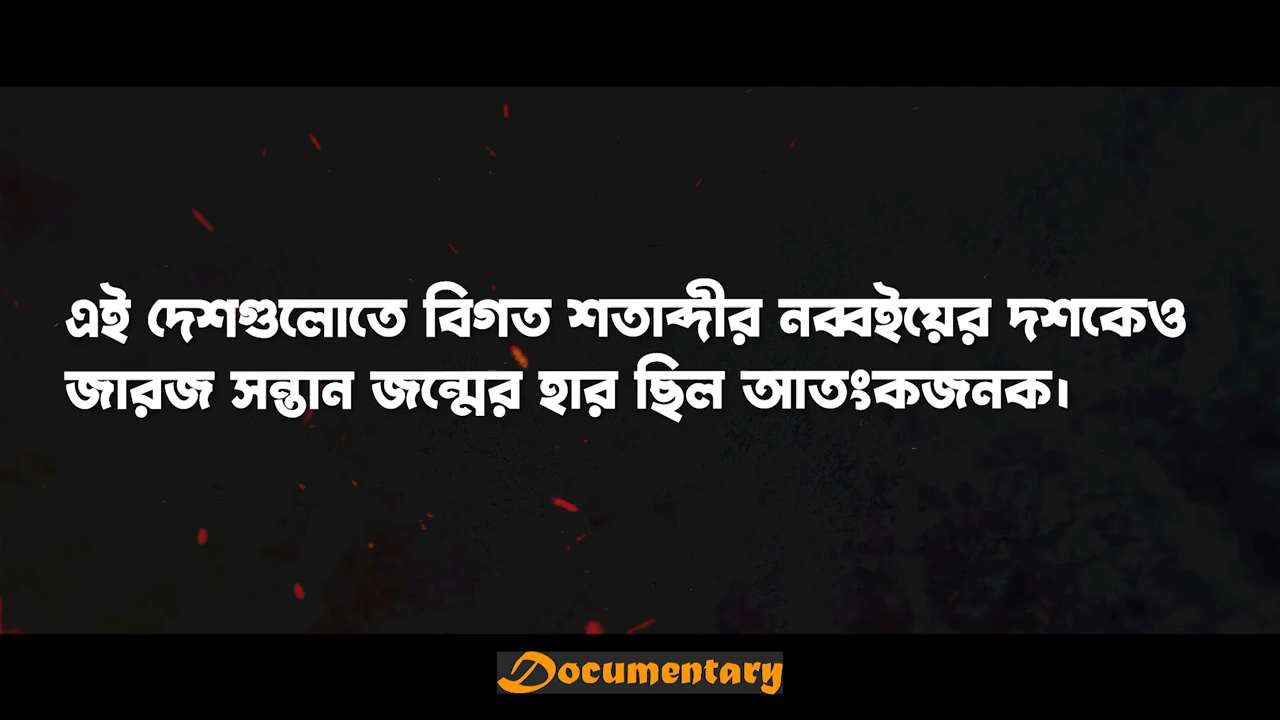 এই দেশগুলোতে বিগত শতাব্দীর নব্বইয়ের দশকেও
জারজ সন্তান জন্মের হার ছিল আতংকজনক।
Documentary